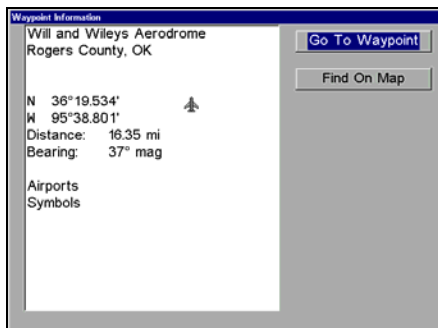 Waypoint Information
Will and Wileys Aerodrome
Rogers County, OK
Go To Waypoint
Find On Map
N 36°19.534'
W 95°38.801'
Distance: 16.35 mi
Bearing: 37° mag
Airports
Symbols